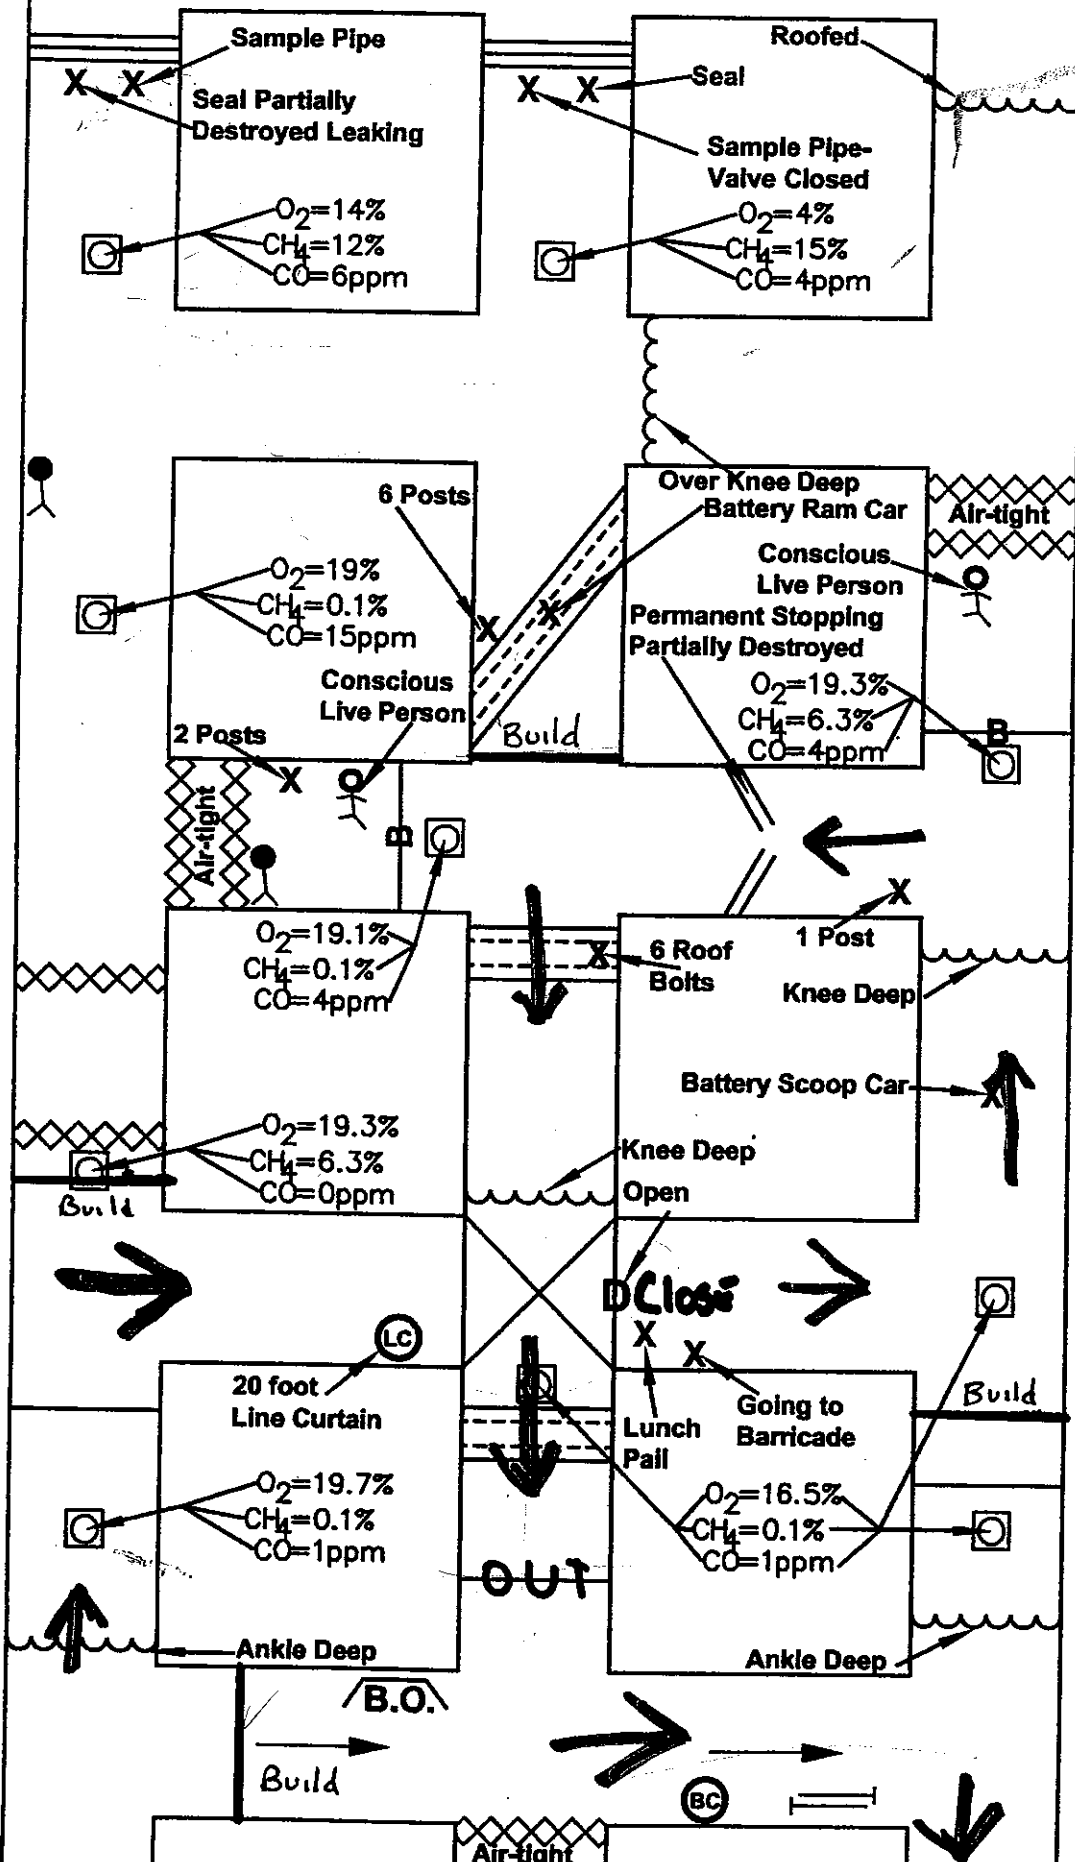 Sample Pipe
X X
Seal Partially
Destroyed Leaking
O2=14%
CH4=12%
CO=6ppm
Roofed
X X
Seal
Sample Pipe-
Valve Closed
O2=4%
CH4=15%
CO=4ppm
6 Posts
X
O2=19%
CH4=0.1%
CO=15ppm
Conscious
Live Person
2 Posts
X
Over Knee Deep
Battery Ram Car
X
Air-tight
Conscious
Live Person
Permanent Stopping
Partially Destroyed
O2=19.3%
CH4=6.3%
CO=4ppm
B
Build
Air-tight
B
O2=19.1%
CH4=0.1%
CO=4ppm
X
6 Roof
Bolts
X
1 Post
Knee Deep
Battery Scoop Car
X
O2=19.3%
CH4=6.3%
CO=0ppm
Build
Knee Deep
Open
D Close
X
X
LC
20 foot
Line Curtain
Lunch
Pail
Going to
Barricade
Build
O2=19.7%
CH4=0.1%
CO=1ppm
O2=16.5%
CH4=0.1%
CO=1ppm
OUT
Ankle Deep
Ankle Deep
B.O.
Build
BC
Air-tight